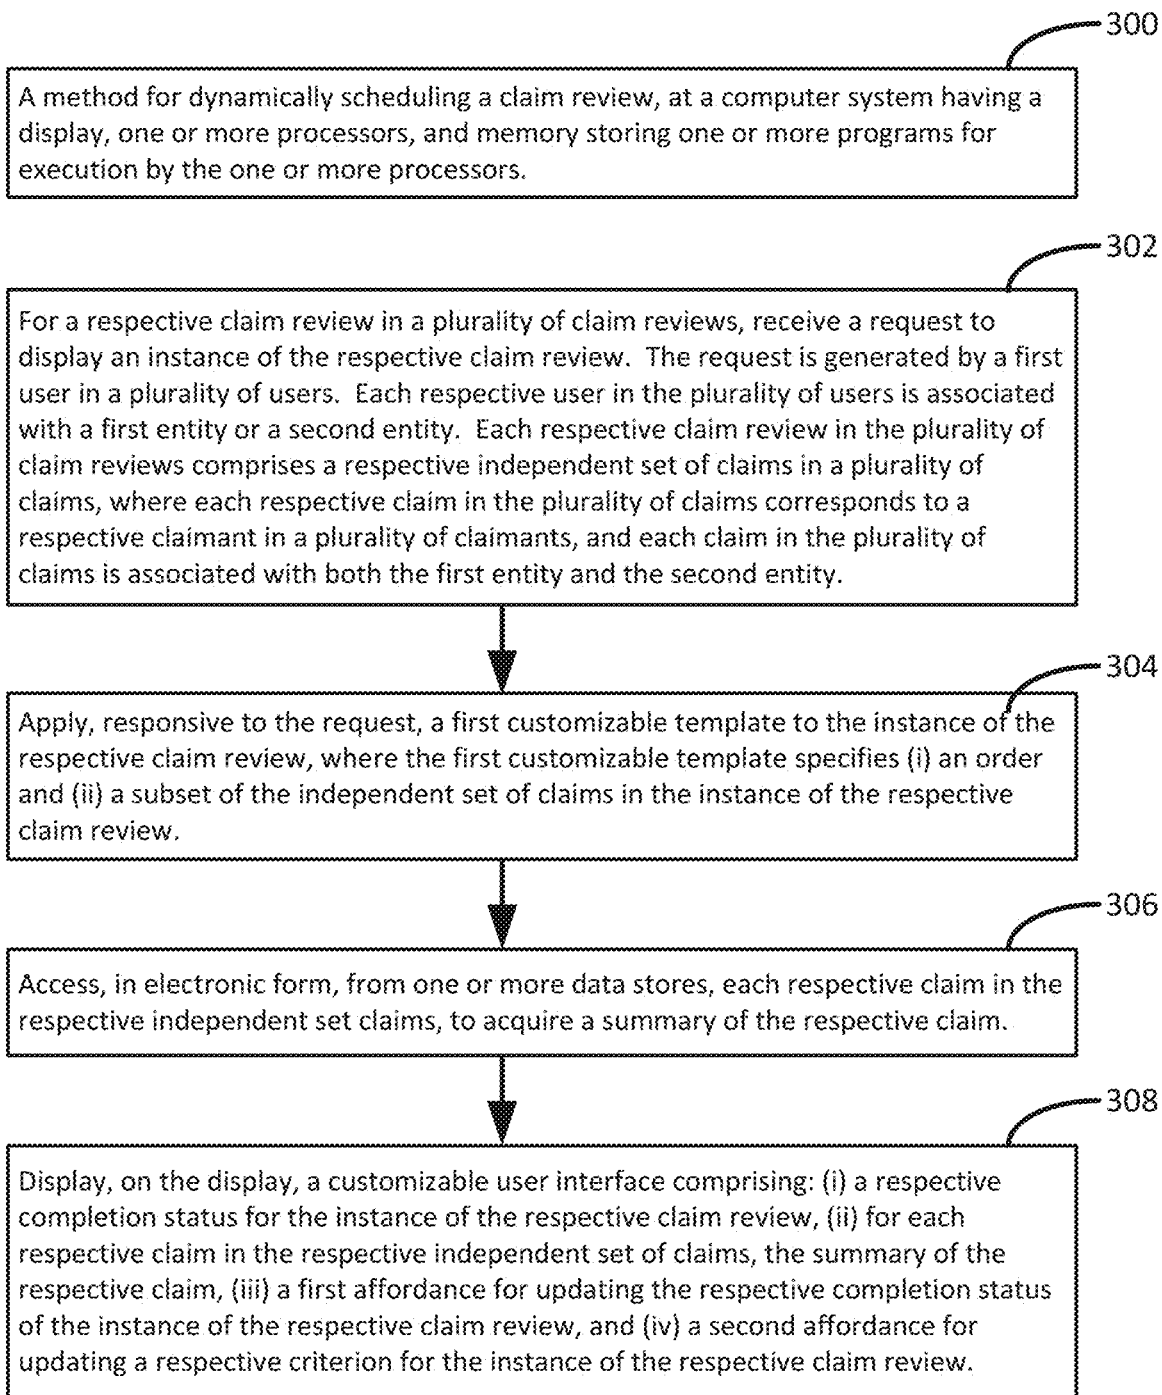 300
A method for dynamically scheduling a claim review, at a computer system having a
display, one or more processors, and memory storing one or more programs for
execution by the one or more processors.
302
For a respective claim review in a plurality of claim reviews, receive a request to
display an instance of the respective claim review.  The request is generated by a first
user in a plurality of users.  Each respective user in the plurality of users is associated
with a first entity or a second entity.  Each respective claim review in the plurality of
claim reviews comprises a respective independent set of claims in a plurality of
claims, where each respective claim in the plurality of claims corresponds to a
respective claimant in a plurality of claimants, and each claim in the plurality of
claims is associated with both the first entity and the second entity.
304
Apply, responsive to the request, a first customizable template to the instance of the
respective claim review, where the first customizable template specifies (i) an order
and (ii) a subset of the independent set of claims in the instance of the respective
claim review.
306
Access, in electronic form, from one or more data stores, each respective claim in the
respective independent set claims, to acquire a summary of the respective claim.
308
Display, on the display, a customizable user interface comprising: (i) a respective
completion status for the instance of the respective claim review, (ii) for each
respective claim in the respective independent set of claims, the summary of the
respective claim, (iii) a first affordance for updating the respective completion status
of the instance of the respective claim review, and (iv) a second affordance for
updating a respective criterion for the instance of the respective claim review.